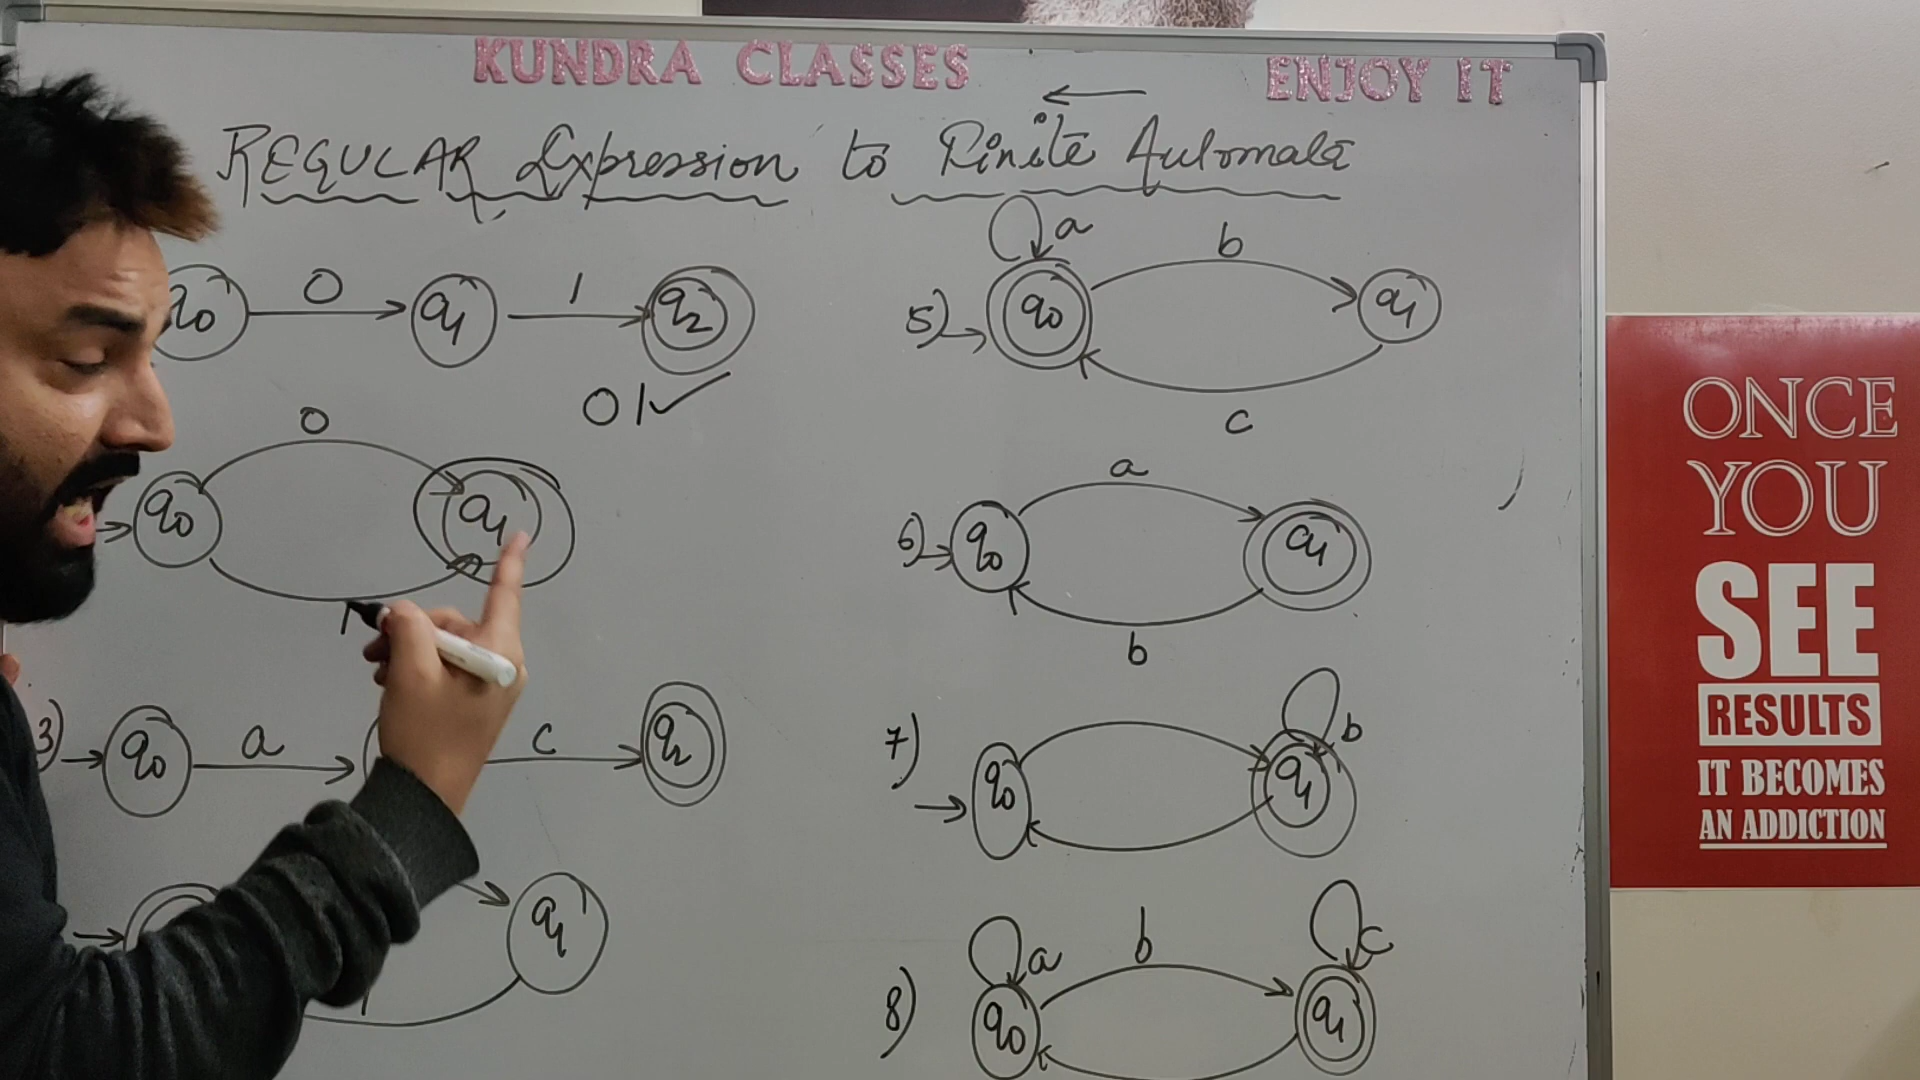 KUNDRA CLASSES ENJOY IT
REGULAR Expression to Finite Automata
q0 0 q1 1 q2
01✓
0
q0 q1
1
3) q0 a c q2
q1
a
b
5) q0 q1
c
a
6) q0 q1
b
7) q0 q1 b
8) a b c
q0 q1
ONCE
YOU
SEE
RESULTS
IT BECOMES
AN ADDICTION